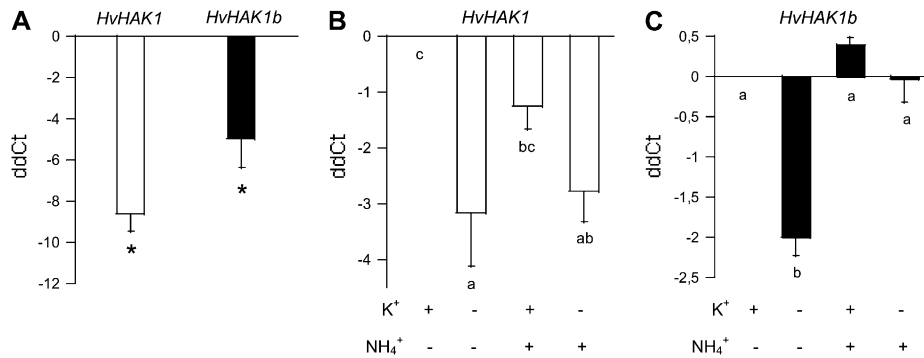 A
HvHAK1
HvHAK1b
0
-2
-4
-6
-8
-10
-12
ddCt
*
*
B
HvHAK1
0
-1
-2
-3
-4
ddCt
c
a
bc
ab
K+ + - + -
NH4+ - - + +
C
HvHAK1b
0,5
0
-0,5
-1
-1,5
-2
-2,5
ddCt
a
b
a
a
+ - + -
- - + +